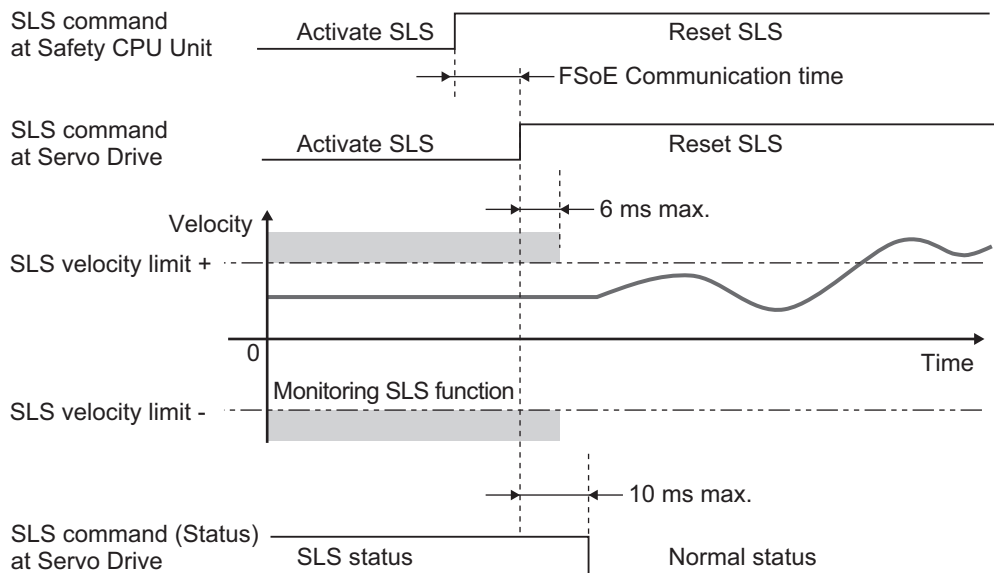 SLS command
at Safety CPU Unit
Activate SLS
Reset SLS
FSoE Communication time
SLS command
at Servo Drive
Activate SLS
Reset SLS
6 ms max.
Velocity
SLS velocity limit +
0
Time
Monitoring SLS function
SLS velocity limit -
10 ms max.
SLS command (Status)
at Servo Drive
SLS status
Normal status